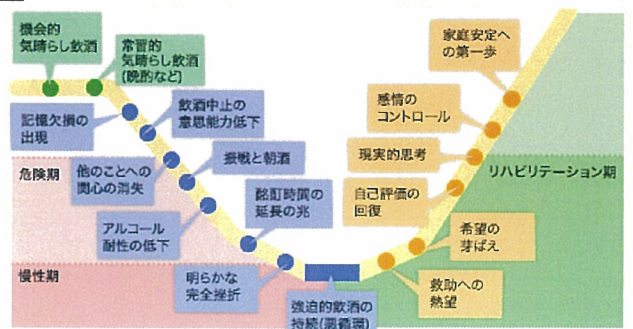 機会的
気晴らし飲酒
常習的
気晴らし飲酒
(晩酌など)
記憶欠損の
出現
飲酒中止の
意思能力低下
危険期
他のことへの
関心の消失
振戦と朝酒
アルコール
耐性の低下
酩酊時間の
延長の兆
慢性期
明らかな
完全挫折
強迫的飲酒の
持続(悪循環)
救助への
熱望
希望の
芽ばえ
自己評価の
回復
現実的思考
感情の
コントロール
家庭安定へ
の第一歩
リハビリテーション期